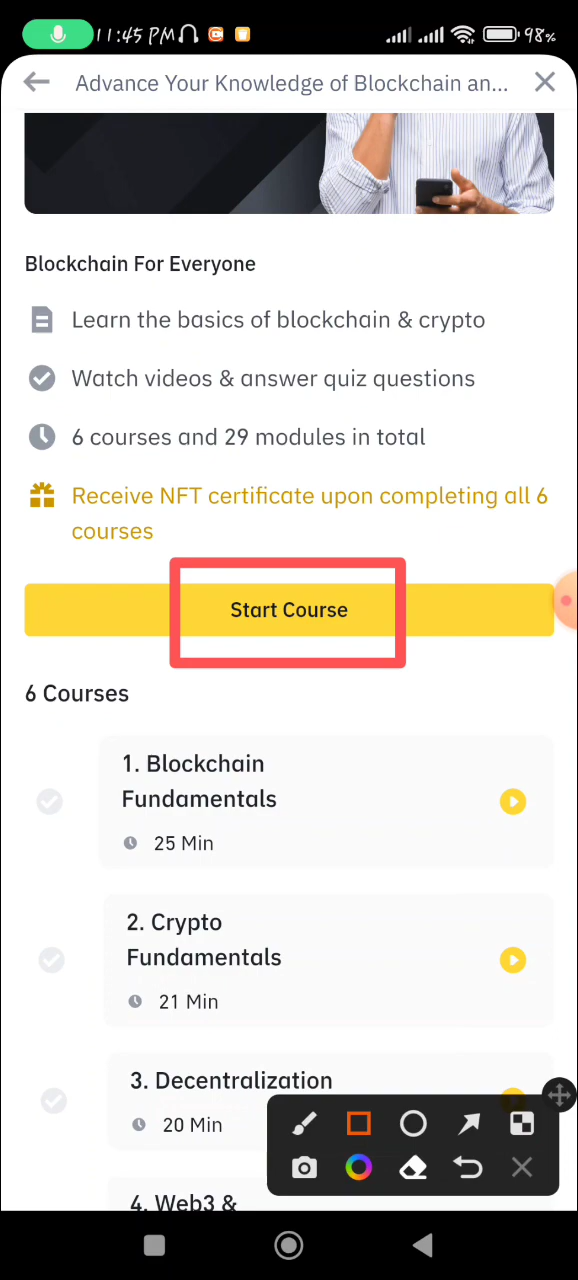 11:45 PM
98%
Advance Your Knowledge of Blockchain an...
Blockchain For Everyone
Learn the basics of blockchain & crypto
Watch videos & answer quiz questions
6 courses and 29 modules in total
Receive NFT certificate upon completing all 6
courses
Start Course
6 Courses
1. Blockchain
Fundamentals
25 Min
2. Crypto
Fundamentals
21 Min
3. Decentralization
20 Min
4. Web3 &